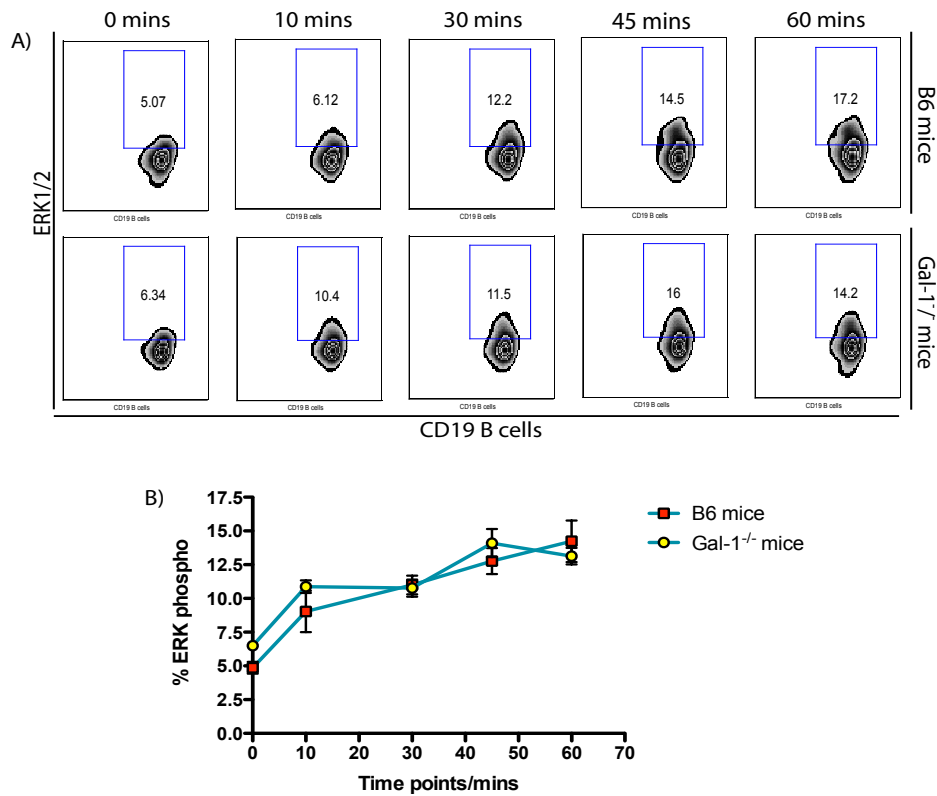 0 mins 10 mins 30 mins 45 mins 60 mins
A)
5.07 6.12 12.2 14.5 17.2
CD19 B cells CD19 B cells CD19 B cells CD19 B cells CD19 B cells
B6 mice
ERK1/2
6.34 10.4 11.5 16 14.2
CD19 B cells CD19 B cells CD19 B cells CD19 B cells CD19 B cells
Gal-1-/- mice
CD19 B cells
B)
% ERK phospho
17.5
15.0
12.5
10.0
7.5
5.0
2.5
0.0
0 10 20 30 40 50 60 70
Time points/mins
B6 mice
Gal-1-/- mice